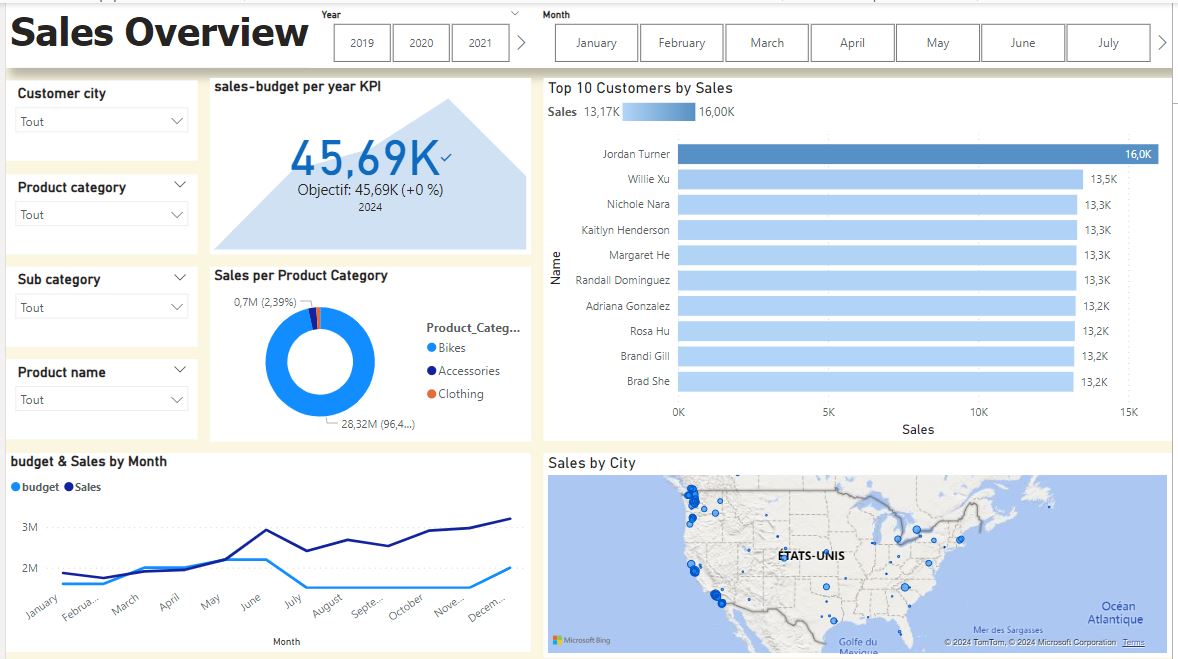 Sales Overview
Year
2019
2020
2021
Month
January
February
March
April
May
June
July
Customer city
Tout
Product category
Tout
Sub category
Tout
Product name
Tout
sales-budget per year KPI
45,69K
Objectif: 45,69K (+0 %)
2024
Sales per Product Category
0,7M (2,39%)
28,32M (96,4...)
Product_Categ...
Bikes
Accessories
Clothing
Top 10 Customers by Sales
Sales 13,17K 16,00K
Name
Jordan Turner 16,0K
Willie Xu 13,5K
Nichole Nara 13,3K
Kaitlyn Henderson 13,3K
Margaret He 13,3K
Randall Dominguez 13,3K
Adriana Gonzalez 13,2K
Rosa Hu 13,2K
Brandi Gill 13,2K
Brad She 13,2K
0K 5K 10K 15K
Sales
budget & Sales by Month
budget Sales
3M
2M
January
Februa...
March
April
May
June
July
August
Septe...
October
Nove...
Decem...
Month
Sales by City
ÉTATS-UNIS
Océan
Atlantique
Mer des Sargasses
Golfe du
Mexique
Microsoft Bing
© 2024 TomTom, © 2024 Microsoft Corporation Terms